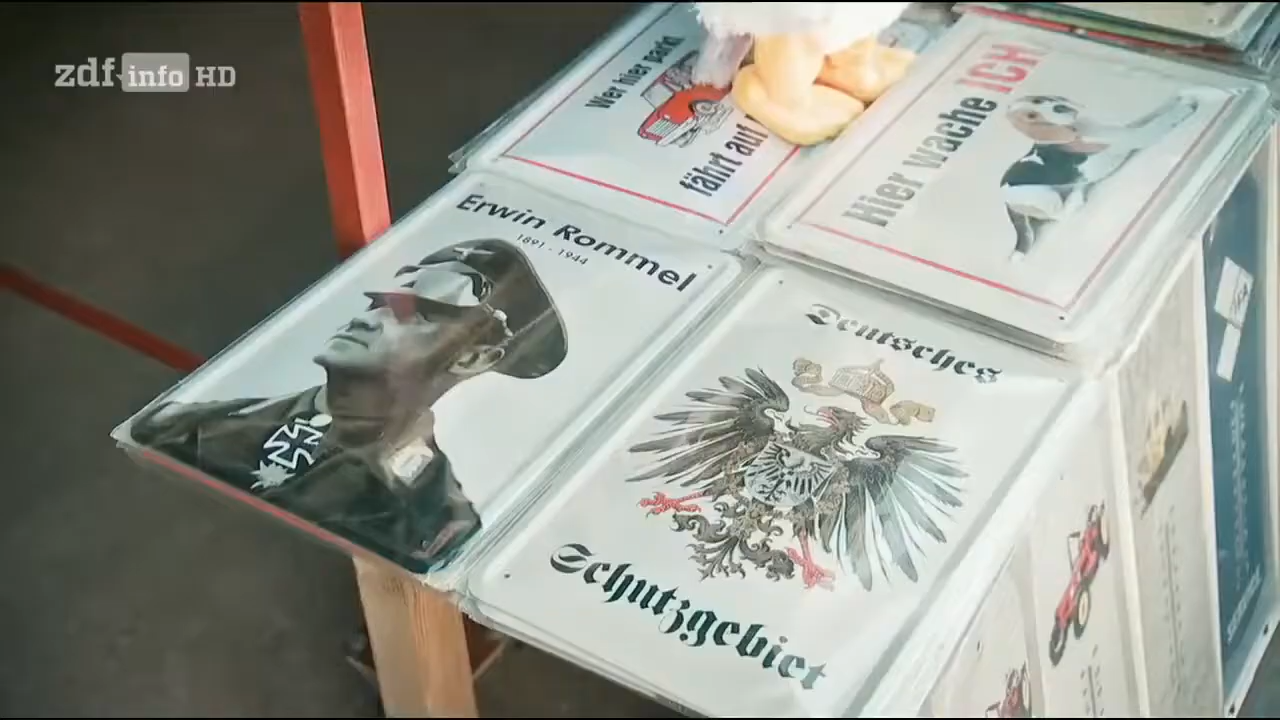 zdf info HD
Wer hier parkt
fährt auf
Hier wache ICH
Erwin Rommel
1891 - 1944
Deutsches
Schutzgebiet